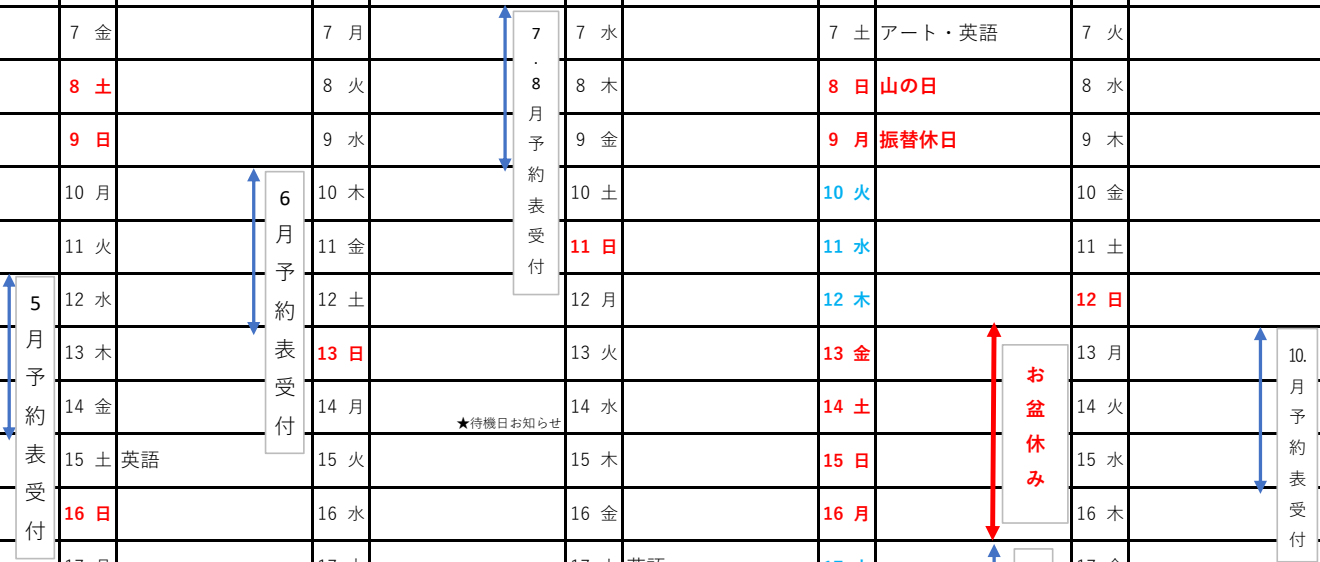 7 金
7 月
7 水
7 土 アート・英語
7 火
8 土
8 火
8 木
8 日 山の日
8 水
9 日
9 水
9 金
9 月 振替休日
9 木
10 月
10 木
10 土
10 火
10 金
11 火
11 金
11 日
11 水
11 土
12 水
12 土
12 月
12 木
12 日
13 木
13 日
13 火
13 金
13 月
14 金
14 月
★待機日お知らせ
14 水
14 土
14 火
15 土 英語
15 火
15 木
15 日
15 水
16 日
16 水
16 金
16 月
16 木
5月予約表受付
6月予約表受付
7.8月予約表受付
お盆休み
10.月予約表受付